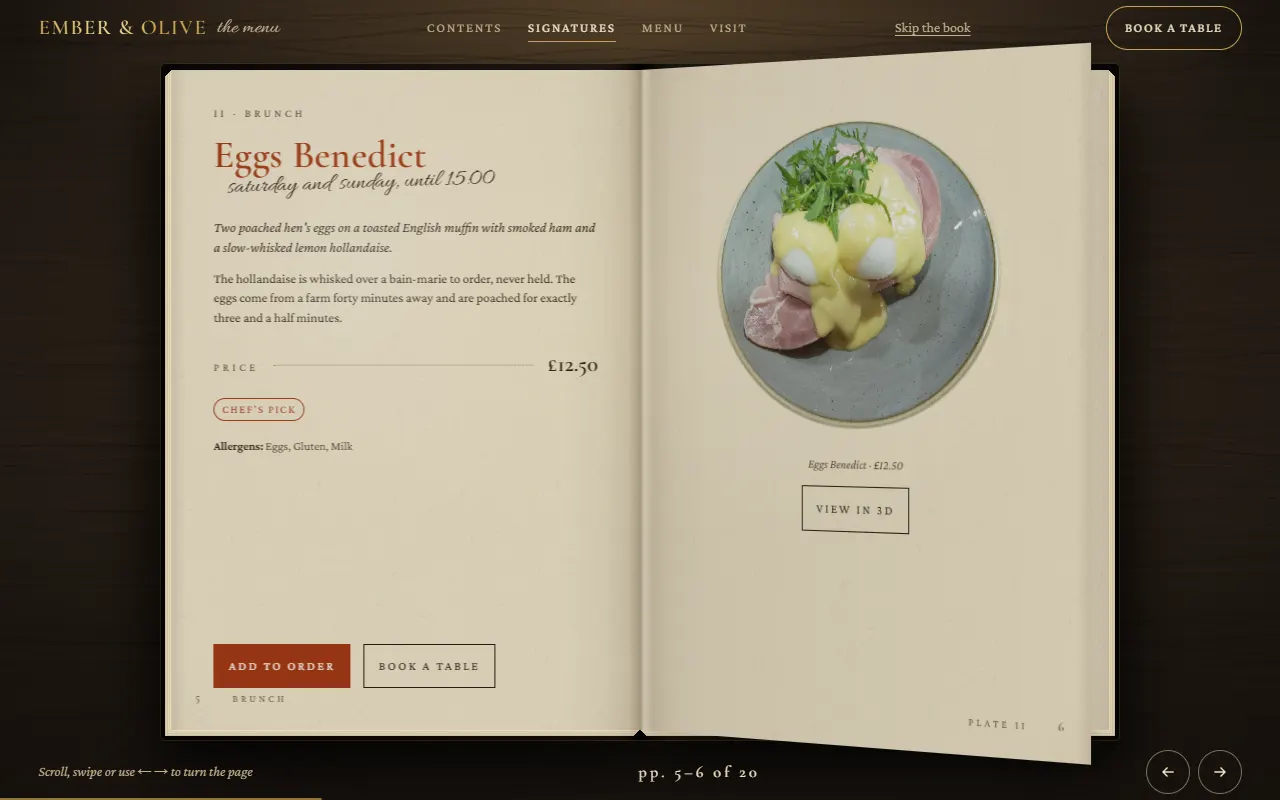 EMBER & OLIVE the menu
CONTENTS SIGNATURES MENU VISIT
Skip the book
BOOK A TABLE
II · BRUNCH
Eggs Benedict
saturday and sunday, until 15:00
Two poached hen's eggs on a toasted English muffin with smoked ham and
a slow-whisked lemon hollandaise.
The hollandaise is whisked over a bain-marie to order, never held. The
eggs come from a farm forty minutes away and are poached for exactly
three and a half minutes.
PRICE £12.50
CHEF'S PICK
Allergens: Eggs, Gluten, Milk
ADD TO ORDER BOOK A TABLE
5 BRUNCH
Eggs Benedict · £12.50
VIEW IN 3D
PLATE II 6
Scroll, swipe or use ←→ to turn the page
pp. 5–6 of 20
← →